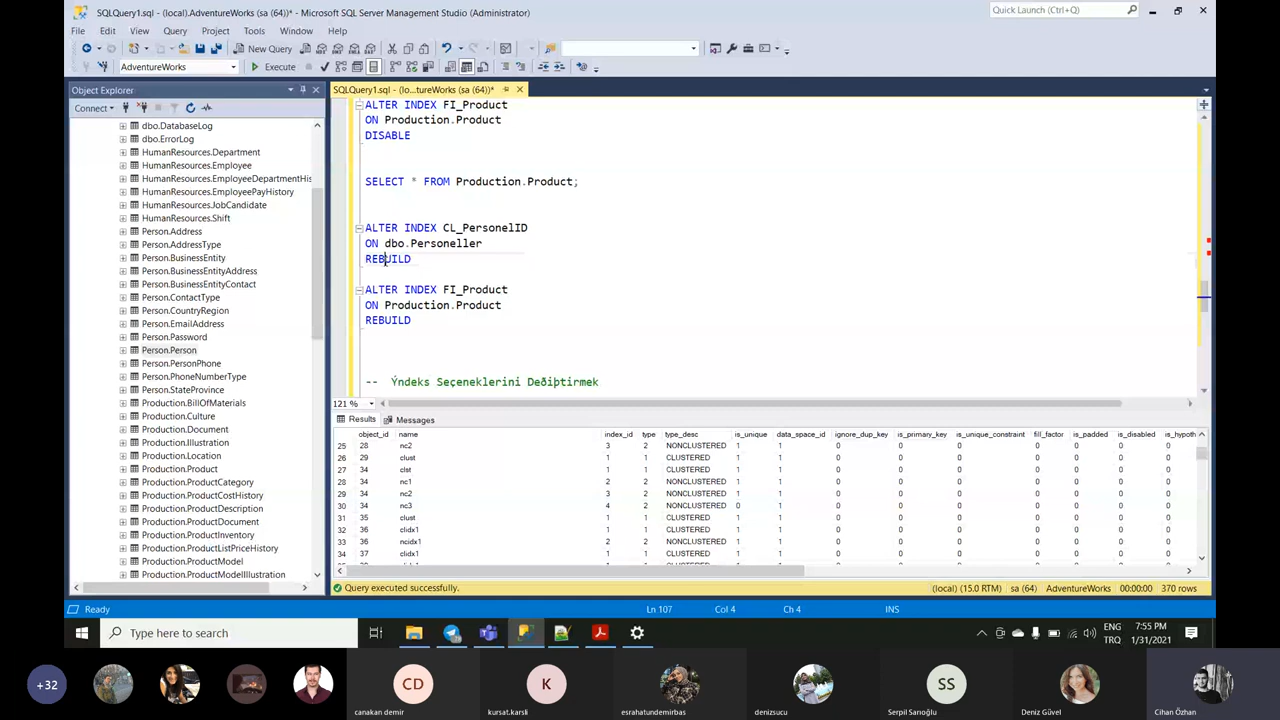 SQLQuery1.sql - (local).AdventureWorks (sa (64))* - Microsoft SQL Server Management Studio (Administrator)
Quick Launch (Ctrl+Q)
File Edit View Query Project Tools Window Help
New Query
AdventureWorks
Execute
Object Explorer
SQLQuery1.sql - (lo...tureWorks (sa (64))*
Connect
dbo.DatabaseLog
dbo.ErrorLog
HumanResources.Department
HumanResources.Employee
HumanResources.EmployeeDepartmentHis
HumanResources.EmployeePayHistory
HumanResources.JobCandidate
HumanResources.Shift
Person.Address
Person.AddressType
Person.BusinessEntity
Person.BusinessEntityAddress
Person.BusinessEntityContact
Person.ContactType
Person.CountryRegion
Person.EmailAddress
Person.Password
Person.Person
Person.PersonPhone
Person.PhoneNumberType
Person.StateProvince
Production.BillOfMaterials
Production.Culture
Production.Document
Production.Illustration
Production.Location
Production.Product
Production.ProductCategory
Production.ProductCostHistory
Production.ProductDescription
Production.ProductDocument
Production.ProductInventory
Production.ProductListPriceHistory
Production.ProductModel
Production.ProductModelIllustration
ALTER INDEX FI_Product
ON Production.Product
DISABLE
SELECT * FROM Production.Product;
ALTER INDEX CL_PersonelID
ON dbo.Personeller
REBUILD
ALTER INDEX FI_Product
ON Production.Product
REBUILD
-- Ýndeks Seçeneklerini Deðiþtirmek
121 %
Results Messages
object_id name index_id type type_desc is_unique data_space_id ignore_dup_key is_primary_key is_unique_constraint fill_factor is_padded is_disabled is_hypoth
25 28 nc2 3 2 NONCLUSTERED 1 1 0 0 0 0 0 0 0
26 29 clust 1 1 CLUSTERED 1 1 0 0 0 0 0 0 0
27 34 clst 1 1 CLUSTERED 1 1 0 0 0 0 0 0 0
28 34 nc1 2 2 NONCLUSTERED 1 1 0 0 0 0 0 0 0
29 34 nc2 3 2 NONCLUSTERED 1 1 0 0 0 0 0 0 0
30 34 nc3 4 2 NONCLUSTERED 0 1 0 0 0 0 0 0 0
31 35 clust 1 1 CLUSTERED 1 1 0 0 0 0 0 0 0
32 36 clidx1 1 1 CLUSTERED 1 1 0 0 0 0 0 0 0
33 36 ncidx1 2 2 NONCLUSTERED 1 1 0 0 0 0 0 0 0
34 37 clidx1 1 1 CLUSTERED 1 1 0 0 0 0 0 0 0
Query executed successfully. (local) (15.0 RTM) sa (64) AdventureWorks 00:00:00 370 rows
Ready Ln 107 Col 4 Ch 4 INS
Type here to search
ENG
TRQ
7:55 PM
1/31/2021
+32
CD
K
SS
canakan demir kursat.karsli esrahatundemirbas denizsucu Serpil Sarıoğlu Deniz Güvel Cihan Özhan